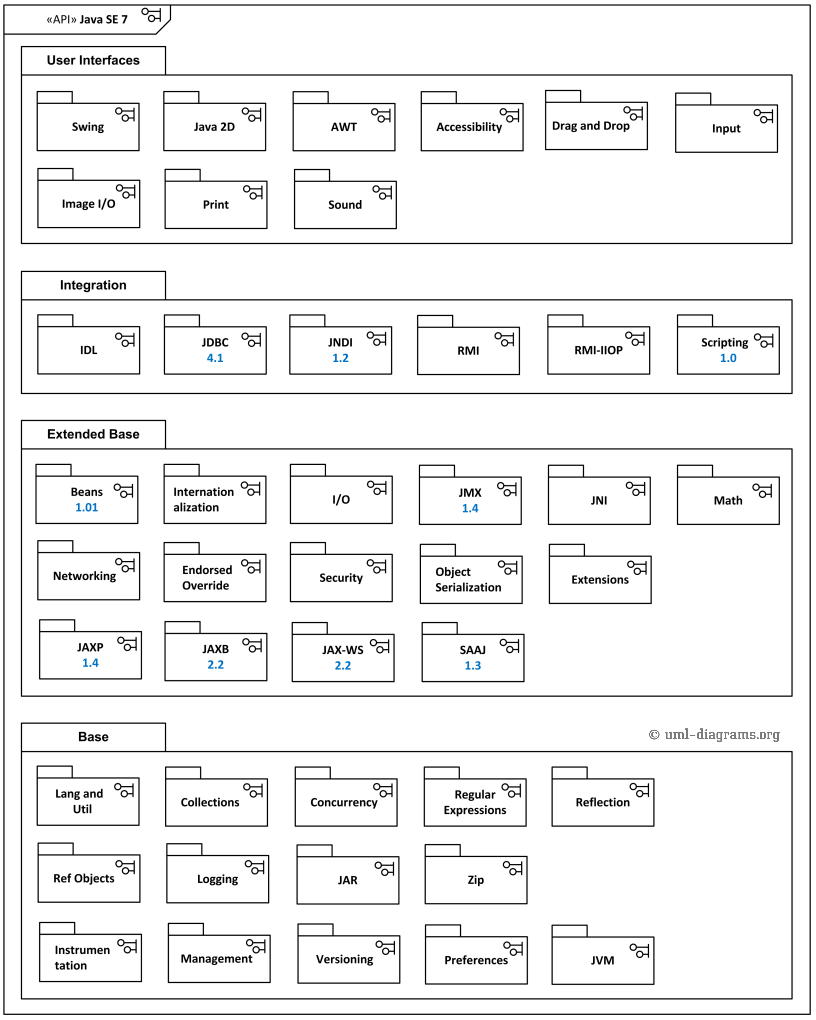 «API» Java SE 7
User Interfaces
Swing
Java 2D
AWT
Accessibility
Drag and Drop
Input
Image I/O
Print
Sound
Integration
IDL
JDBC
4.1
JNDI
1.2
RMI
RMI-IIOP
Scripting
1.0
Extended Base
Beans
1.01
Internation
alization
I/O
JMX
1.4
JNI
Math
Networking
Endorsed
Override
Security
Object
Serialization
Extensions
JAXP
1.4
JAXB
2.2
JAX-WS
2.2
SAAJ
1.3
Base
© uml-diagrams.org
Lang and
Util
Collections
Concurrency
Regular
Expressions
Reflection
Ref Objects
Logging
JAR
Zip
Instrumen
tation
Management
Versioning
Preferences
JVM